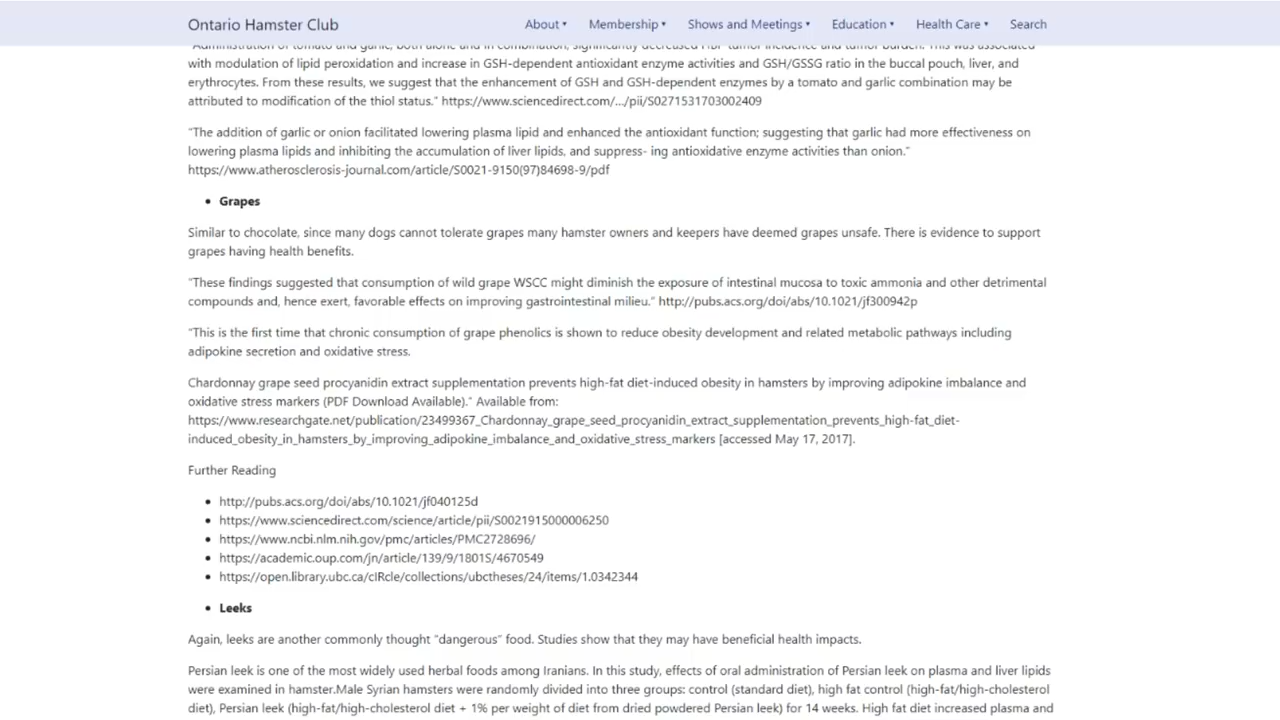 Ontario Hamster Club
About ▾ Membership ▾ Shows and Meetings ▾ Education ▾ Health Care ▾ Search
"Administration of tomato and garlic, both alone and in combination, significantly decreased HBP tumor incidence and tumor burden. This was associated
with modulation of lipid peroxidation and increase in GSH-dependent antioxidant enzyme activities and GSH/GSSG ratio in the buccal pouch, liver, and
erythrocytes. From these results, we suggest that the enhancement of GSH and GSH-dependent enzymes by a tomato and garlic combination may be
attributed to modification of the thiol status." https://www.sciencedirect.com/.../pii/S0271531703002409
"The addition of garlic or onion facilitated lowering plasma lipid and enhanced the antioxidant function; suggesting that garlic had more effectiveness on
lowering plasma lipids and inhibiting the accumulation of liver lipids, and suppress- ing antioxidative enzyme activities than onion."
https://www.atherosclerosis-journal.com/article/S0021-9150(97)84698-9/pdf
• Grapes
Similar to chocolate, since many dogs cannot tolerate grapes many hamster owners and keepers have deemed grapes unsafe. There is evidence to support
grapes having health benefits.
"These findings suggested that consumption of wild grape WSCC might diminish the exposure of intestinal mucosa to toxic ammonia and other detrimental
compounds and, hence exert, favorable effects on improving gastrointestinal milieu." http://pubs.acs.org/doi/abs/10.1021/jf300942p
"This is the first time that chronic consumption of grape phenolics is shown to reduce obesity development and related metabolic pathways including
adipokine secretion and oxidative stress.
Chardonnay grape seed procyanidin extract supplementation prevents high-fat diet-induced obesity in hamsters by improving adipokine imbalance and
oxidative stress markers (PDF Download Available)." Available from:
https://www.researchgate.net/publication/23499367_Chardonnay_grape_seed_procyanidin_extract_supplementation_prevents_high-fat_diet-
induced_obesity_in_hamsters_by_improving_adipokine_imbalance_and_oxidative_stress_markers [accessed May 17, 2017].
Further Reading
• http://pubs.acs.org/doi/abs/10.1021/jf040125d
• https://www.sciencedirect.com/science/article/pii/S0021915000006250
• https://www.ncbi.nlm.nih.gov/pmc/articles/PMC2728696/
• https://academic.oup.com/jn/article/139/9/1801S/4670549
• https://open.library.ubc.ca/cIRcle/collections/ubctheses/24/items/1.0342344
• Leeks
Again, leeks are another commonly thought "dangerous" food. Studies show that they may have beneficial health impacts.
Persian leek is one of the most widely used herbal foods among Iranians. In this study, effects of oral administration of Persian leek on plasma and liver lipids
were examined in hamster.Male Syrian hamsters were randomly divided into three groups: control (standard diet), high fat control (high-fat/high-cholesterol
diet), Persian leek (high-fat/high-cholesterol diet + 1% per weight of diet from dried powdered Persian leek) for 14 weeks. High fat diet increased plasma and